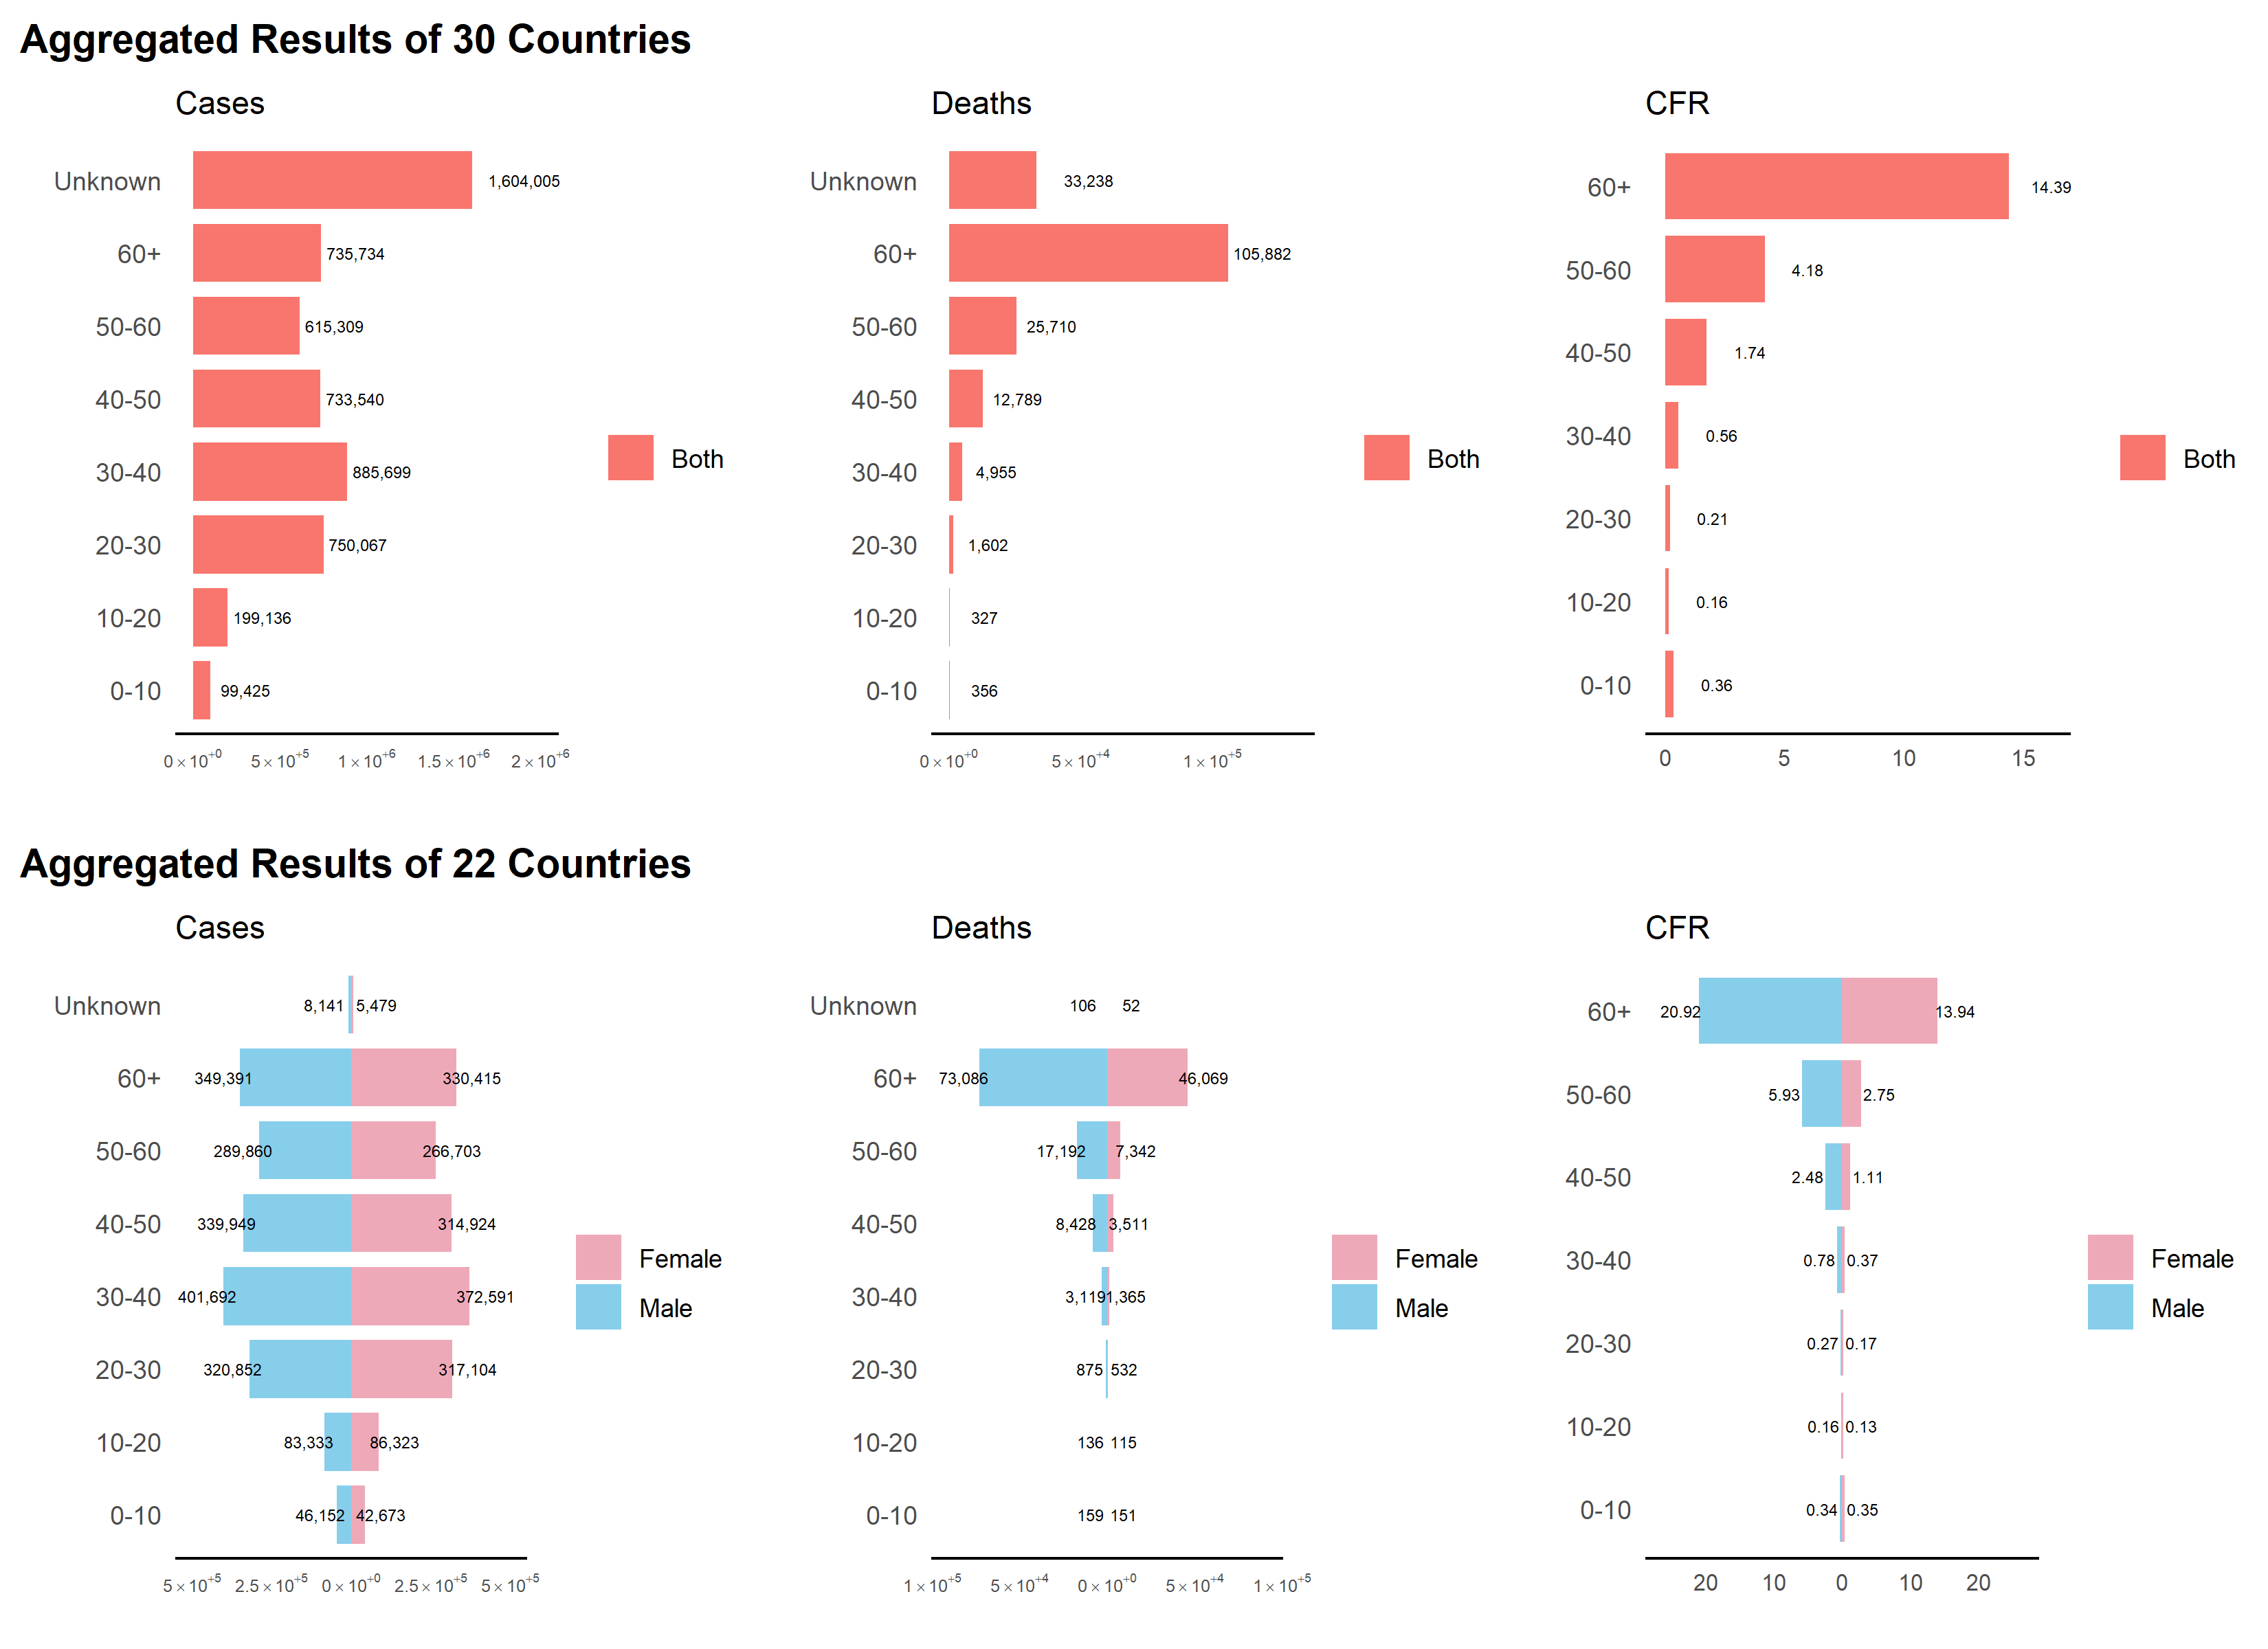 Aggregated Results of 30 Countries
Cases
Unknown 1,604,005
60+ 735,734
50-60 615,309
40-50 733,540
30-40 885,699
20-30 750,067
10-20 199,136
0-10 99,425
0×10⁺⁰ 5×10⁺⁵ 1×10⁺⁶ 1.5×10⁺⁶ 2×10⁺⁶
Both
Deaths
Unknown 33,238
60+ 105,882
50-60 25,710
40-50 12,789
30-40 4,955
20-30 1,602
10-20 327
0-10 356
0×10⁺⁰ 5×10⁺⁴ 1×10⁺⁵
Both
CFR
60+ 14.39
50-60 4.18
40-50 1.74
30-40 0.56
20-30 0.21
10-20 0.16
0-10 0.36
0 5 10 15
Both
Aggregated Results of 22 Countries
Cases
Unknown 8,141 5,479
60+ 349,391 330,415
50-60 289,860 266,703
40-50 339,949 314,924
30-40 401,692 372,591
20-30 320,852 317,104
10-20 83,333 86,323
0-10 46,152 42,673
5×10⁺⁵ 2.5×10⁺⁵ 0×10⁺⁰ 2.5×10⁺⁵ 5×10⁺⁵
Female
Male
Deaths
Unknown 106 52
60+ 73,086 46,069
50-60 17,192 7,342
40-50 8,428 3,511
30-40 3,119 1,365
20-30 875 532
10-20 136 115
0-10 159 151
1×10⁺⁵ 5×10⁺⁴ 0×10⁺⁰ 5×10⁺⁴ 1×10⁺⁵
Female
Male
CFR
60+ 20.92 13.94
50-60 5.93 2.75
40-50 2.48 1.11
30-40 0.78 0.37
20-30 0.27 0.17
10-20 0.16 0.13
0-10 0.34 0.35
20 10 0 10 20
Female
Male